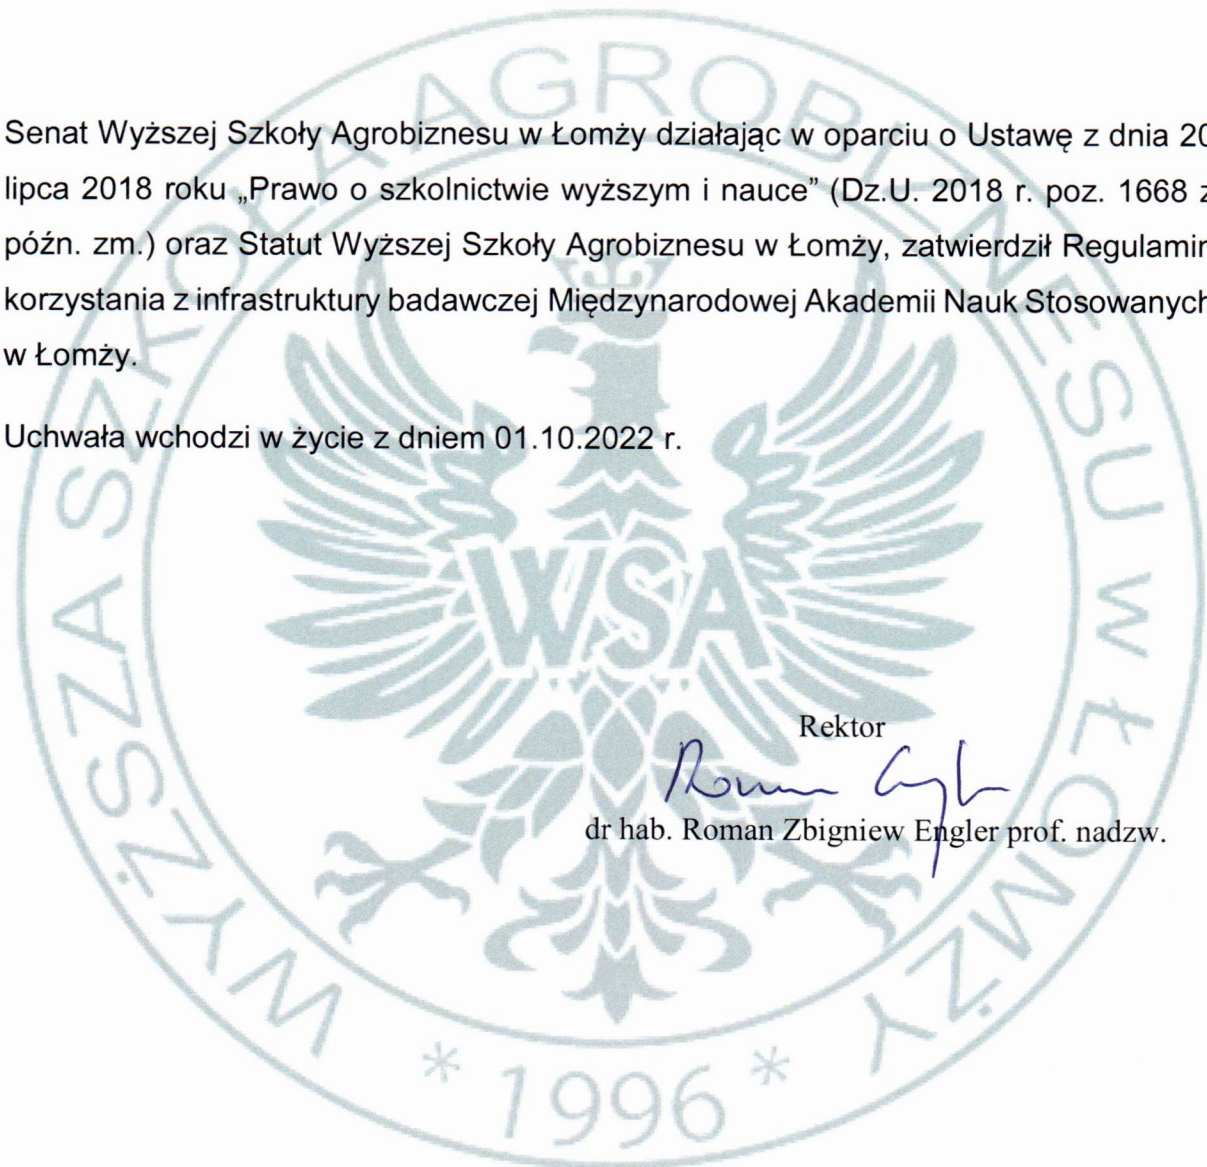 Senat Wyższej Szkoły Agrobiznesu w Łomży działając w oparciu o Ustawę z dnia 20
lipca 2018 roku „Prawo o szkolnictwie wyższym i nauce” (Dz.U. 2018 r. poz. 1668 z
późn. zm.) oraz Statut Wyższej Szkoły Agrobiznesu w Łomży, zatwierdził Regulamin
korzystania z infrastruktury badawczej Międzynarodowej Akademii Nauk Stosowanych
w Łomży.
Uchwała wchodzi w życie z dniem 01.10.2022 r.
WYŻSZA SZKOŁA AGROBIZNESU W ŁOMŻY
WSA
Rektor
dr hab. Roman Zbigniew Engler prof. nadzw.
* 1996 *